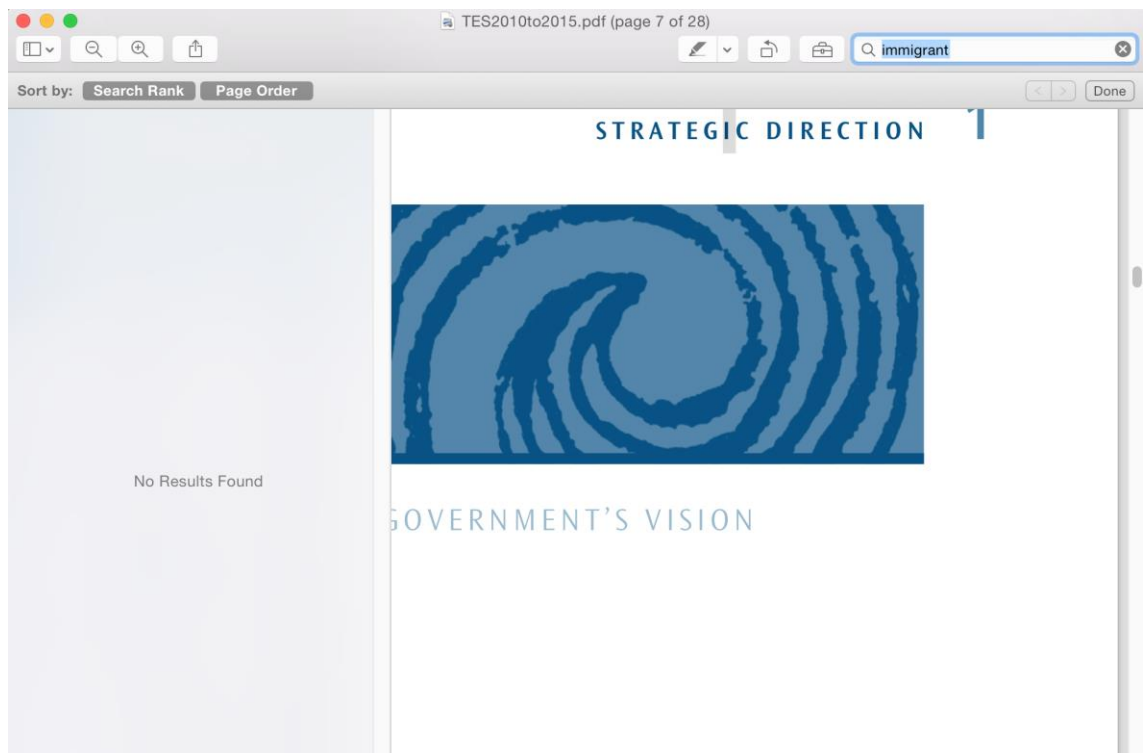 TES2010to2015.pdf (page 7 of 28)
immigrant
Sort by: Search Rank Page Order
Done
STRATEGIC DIRECTION 1
No Results Found
GOVERNMENT'S VISION